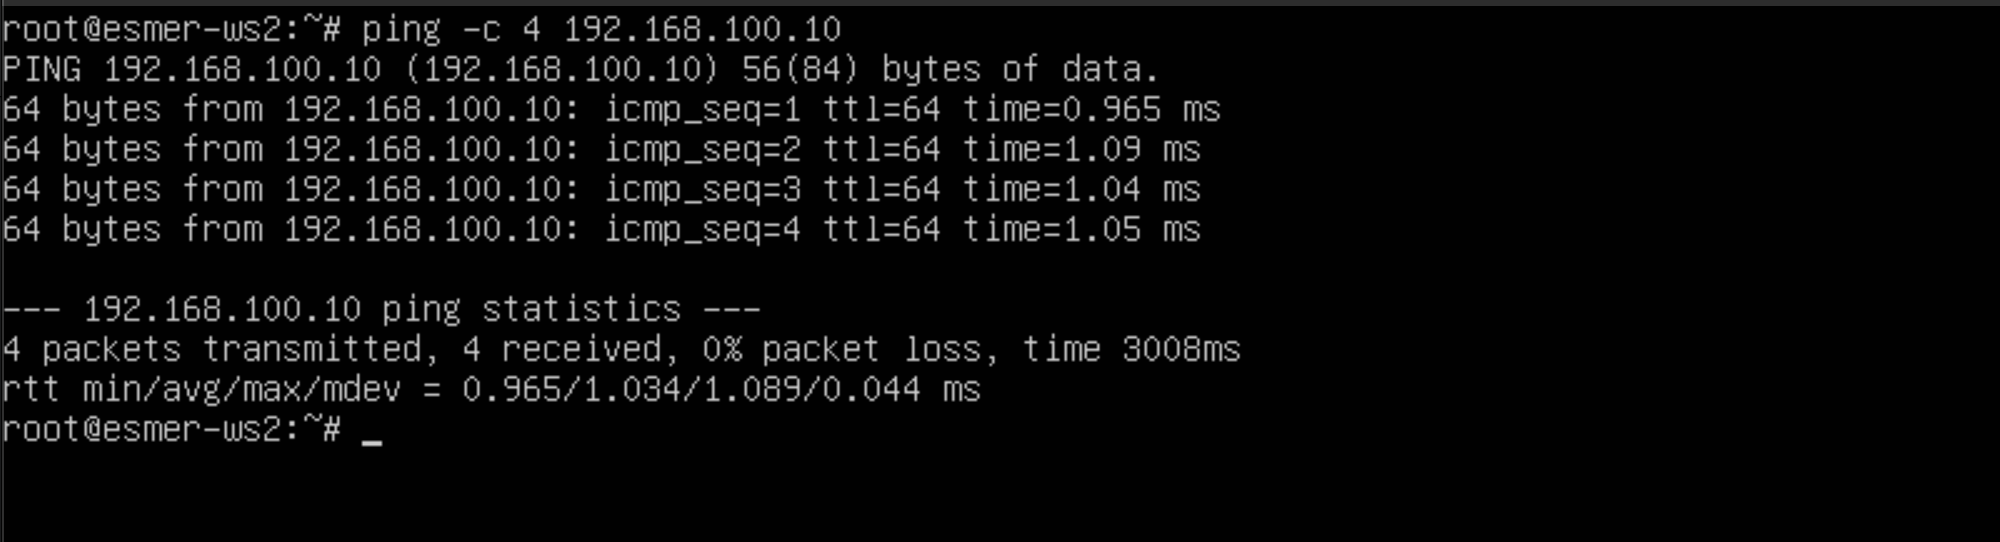 root@esmer-ws2:~# ping -c 4 192.168.100.10
PING 192.168.100.10 (192.168.100.10) 56(84) bytes of data.
64 bytes from 192.168.100.10: icmp_seq=1 ttl=64 time=0.965 ms
64 bytes from 192.168.100.10: icmp_seq=2 ttl=64 time=1.09 ms
64 bytes from 192.168.100.10: icmp_seq=3 ttl=64 time=1.04 ms
64 bytes from 192.168.100.10: icmp_seq=4 ttl=64 time=1.05 ms
--- 192.168.100.10 ping statistics ---
4 packets transmitted, 4 received, 0% packet loss, time 3008ms
rtt min/avg/max/mdev = 0.965/1.034/1.089/0.044 ms
root@esmer-ws2:~# _